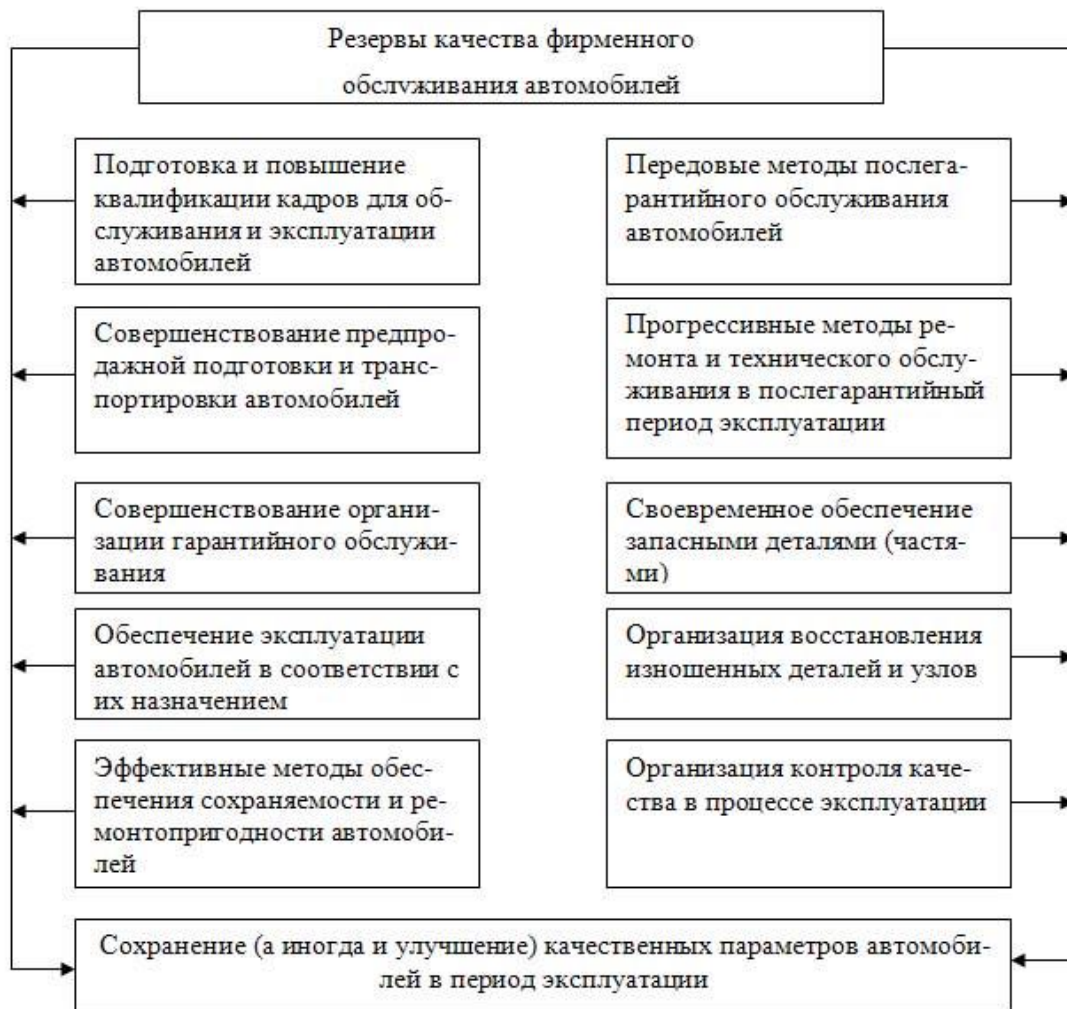 Резервы качества фирменного
обслуживания автомобилей
Подготовка и повышение
квалификации кадров для об-
служивания и эксплуатации
автомобилей
Совершенствование предпро-
дажной подготовки и транс-
портировки автомобилей
Совершенствование органи-
зации гарантийного обслужи-
вания
Обеспечение эксплуатации
автомобилей в соответствии с
их назначением
Эффективные методы обес-
печения сохраняемости и ре-
монтопригодности автомоби-
лей
Передовые методы послега-
рантийного обслуживания
автомобилей
Прогрессивные методы ре-
монта и технического обслу-
живания в послегарантийный
период эксплуатации
Своевременное обеспечение
запасными деталями (частя-
ми)
Организация восстановления
изношенных деталей и узлов
Организация контроля каче-
ства в процессе эксплуатации
Сохранение (а иногда и улучшение) качественных параметров автомоби-
лей в период эксплуатации